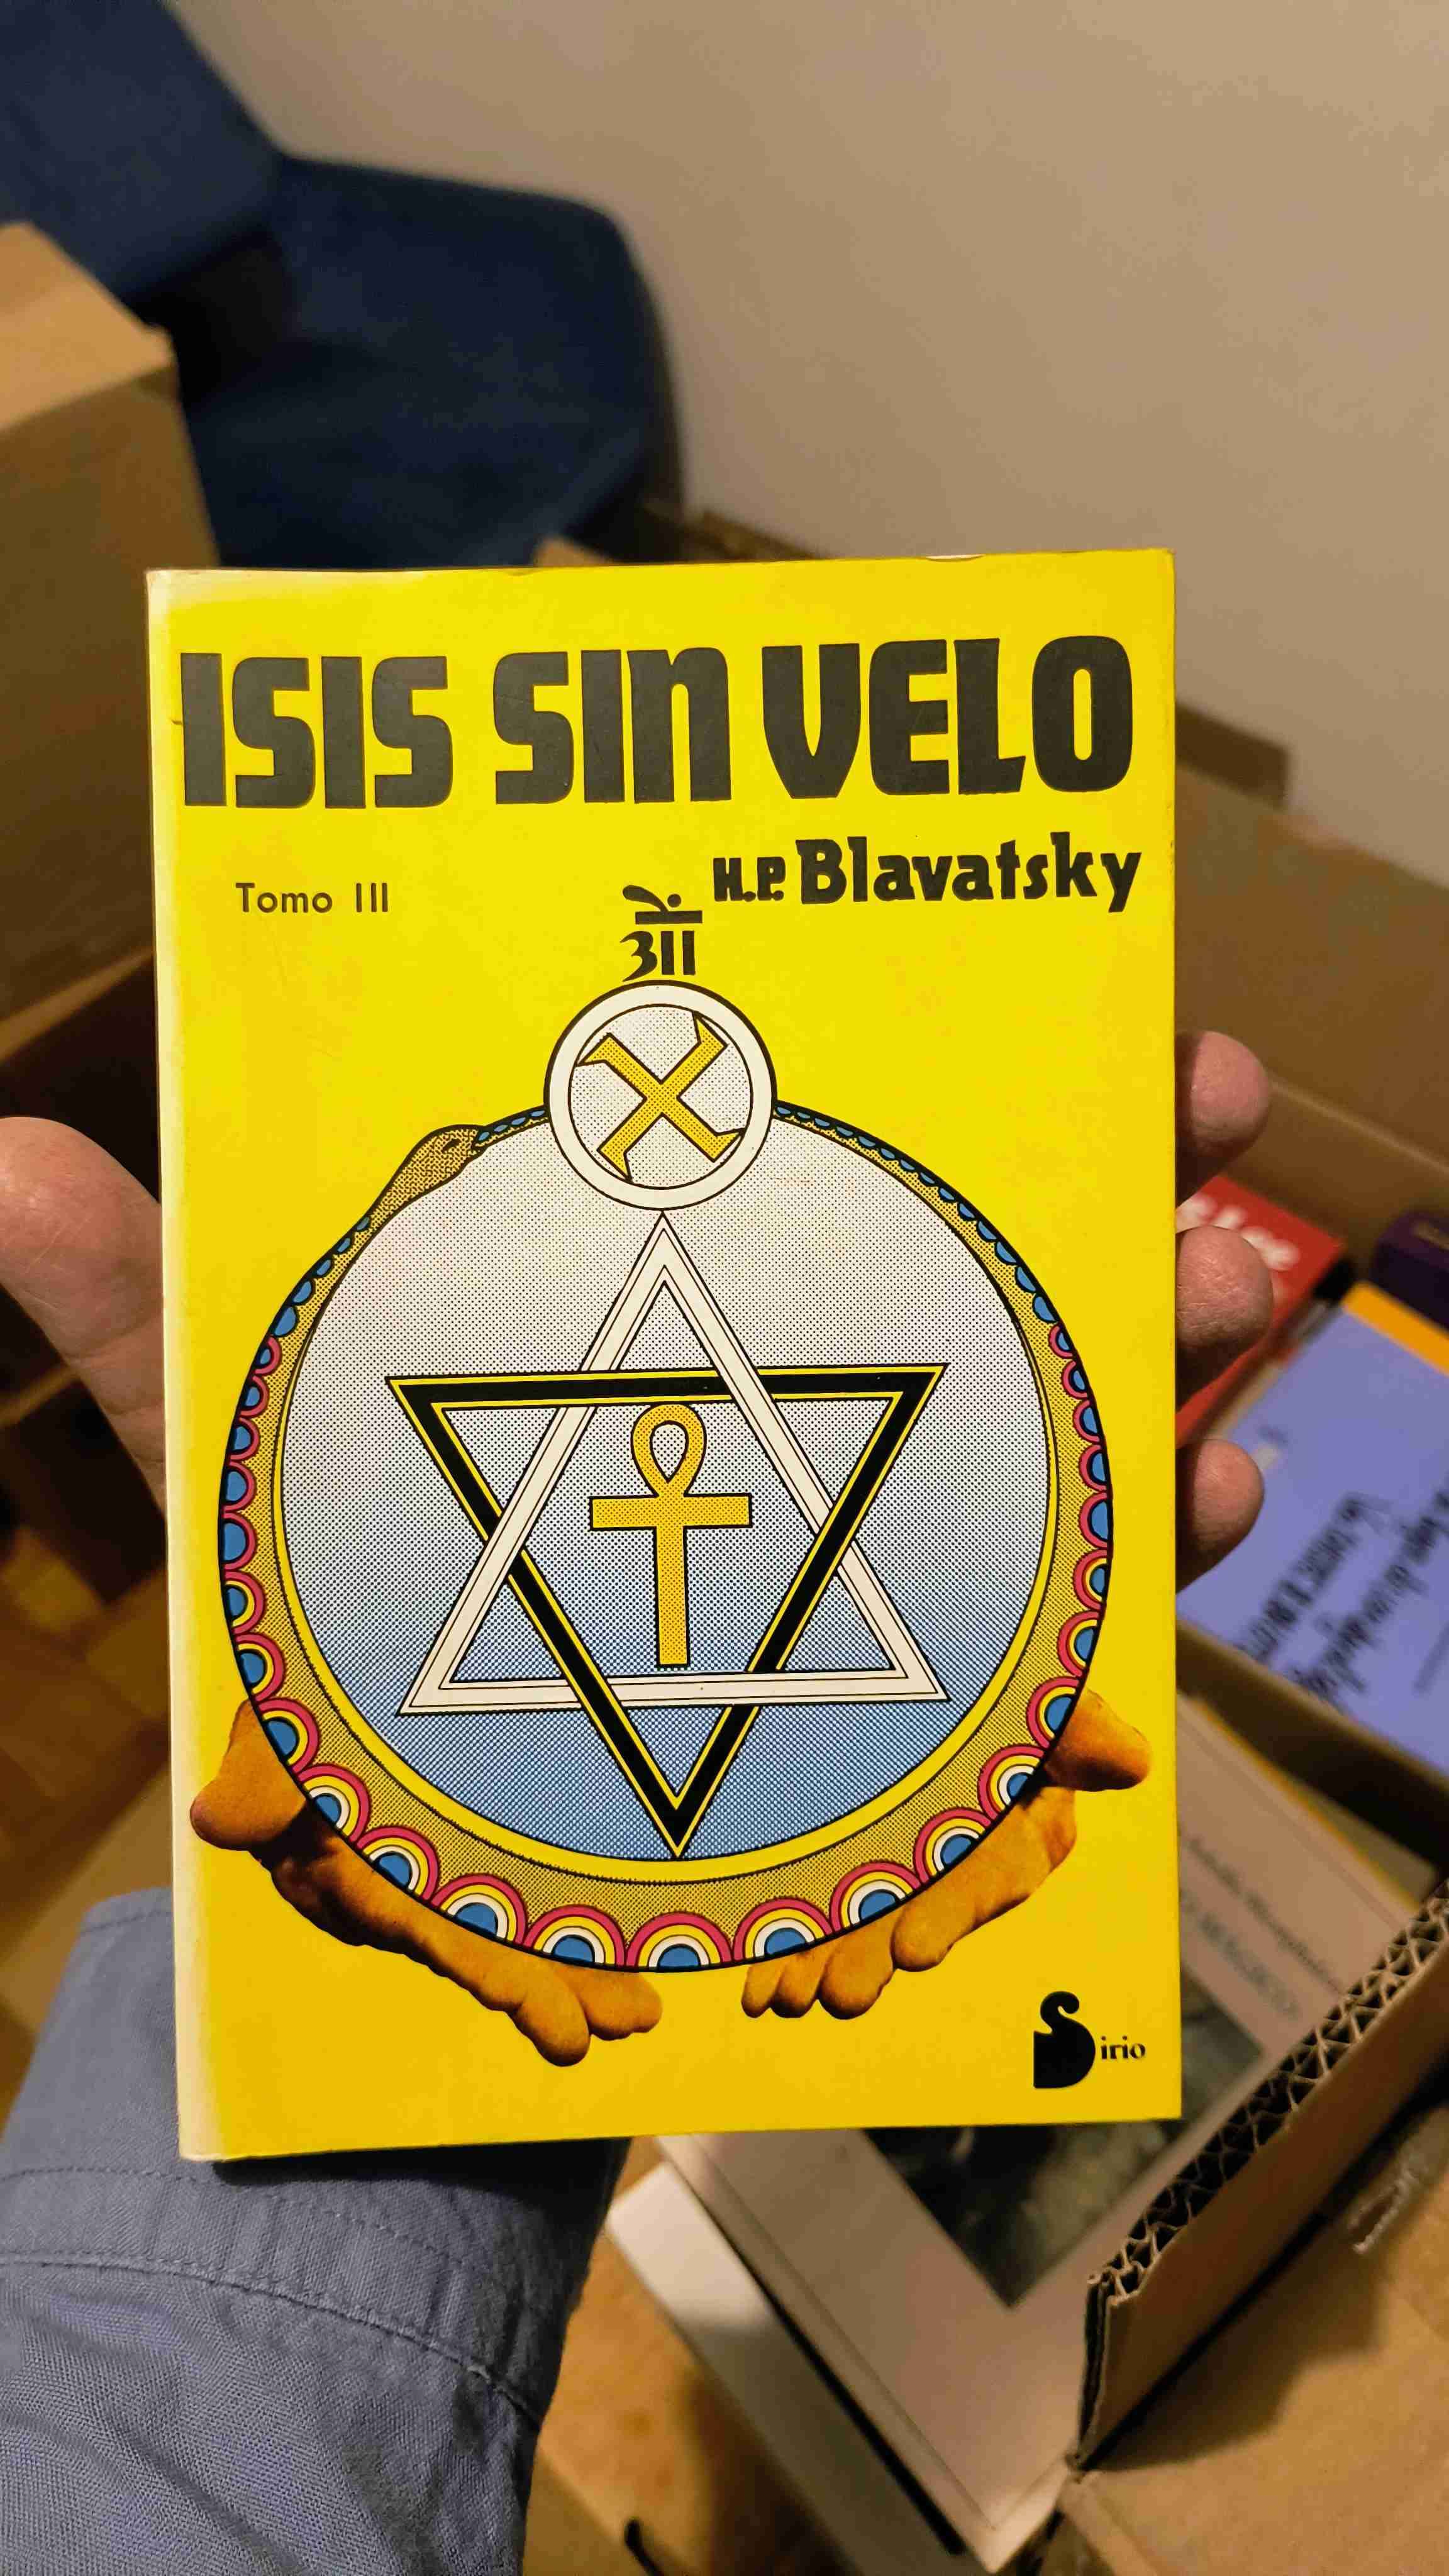 ISIS SIN VELO
H.P. Blavatsky
Tomo III
ओं
Sirio